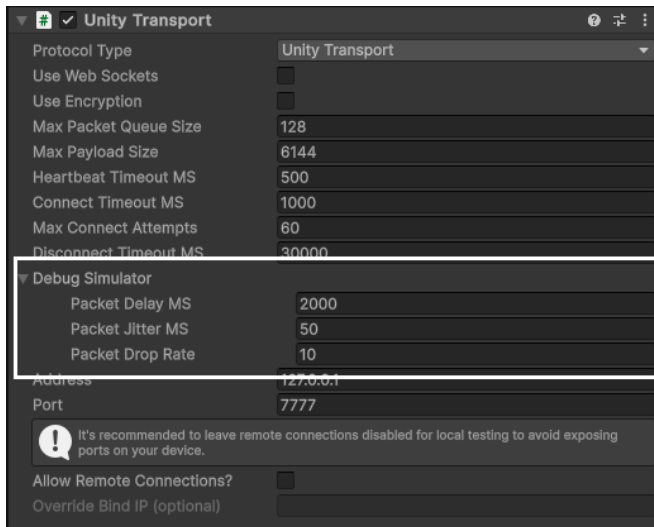 Unity Transport
Protocol Type Unity Transport
Use Web Sockets
Use Encryption
Max Packet Queue Size 128
Max Payload Size 6144
Heartbeat Timeout MS 500
Connect Timeout MS 1000
Max Connect Attempts 60
Disconnect Timeout MS 30000
Debug Simulator
Packet Delay MS 2000
Packet Jitter MS 50
Packet Drop Rate 10
Address 127.0.0.1
Port 7777
It's recommended to leave remote connections disabled for local testing to avoid exposing
ports on your device.
Allow Remote Connections?
Override Bind IP (optional)